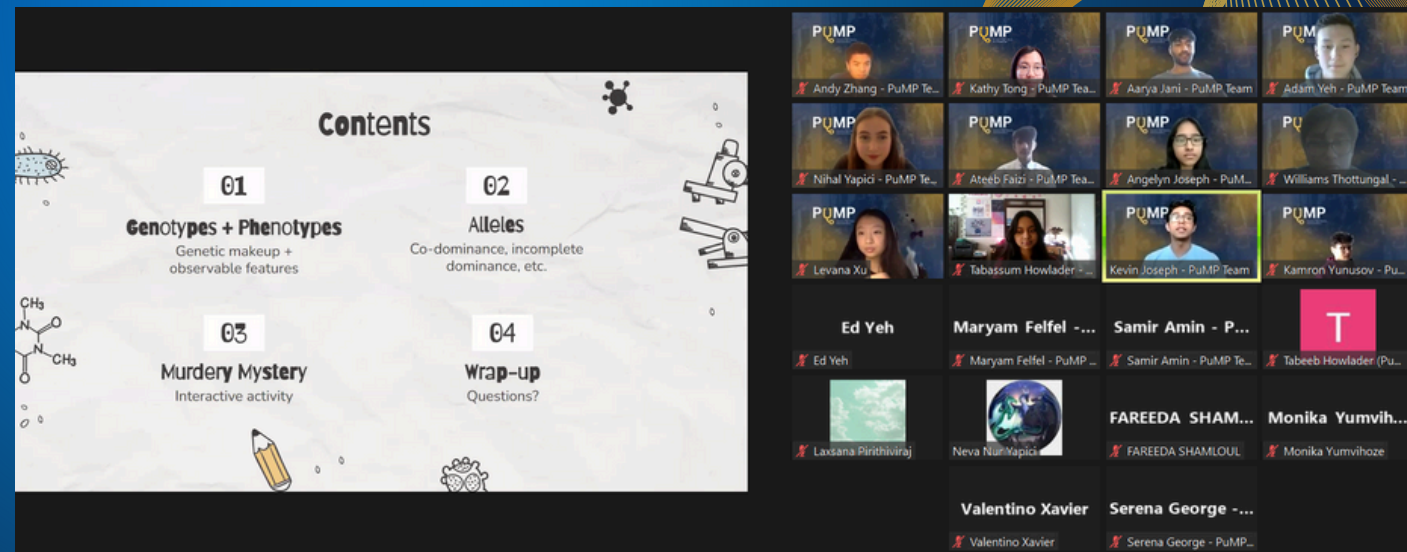 Contents
01
Genotypes + Phenotypes
Genetic makeup +
observable features
02
Alleles
Co-dominance, incomplete
dominance, etc.
03
Murdery Mystery
Interactive activity
04
Wrap-up
Questions?
CH3
N
O
N
CH3
O
PUMP
Andy Zhang - PuMP Te...
PUMP
Kathy Tong - PuMP Tea...
PUMP
Aarya Jani - PuMP Team
PUM
Adam Yeh - PuMP Team
PUMP
Nihal Yapici - PuMP Te...
PUMP
Ateeb Faizi - PuMP Tea...
PUMP
Angelyn Joseph - PuM...
PU
Williams Thottungal - ...
PUMP
Levana Xu
Tabassum Howlader - ...
PUMP
Kevin Joseph - PuMP Team
PUMP
Kamron Yunusov - Pu...
Ed Yeh
Ed Yeh
Maryam Felfel -...
Maryam Felfel - PuMP ...
Samir Amin - P...
Samir Amin - PuMP Te...
T
Tabeeb Howlader (Pu...
Laxsana Pirithiviraj
Neva Nur Yapici
FAREEDA SHAM...
FAREEDA SHAMLOUL
Monika Yumvih...
Monika Yumvihoze
Valentino Xavier
Valentino Xavier
Serena George -...
Serena George - PuMP...